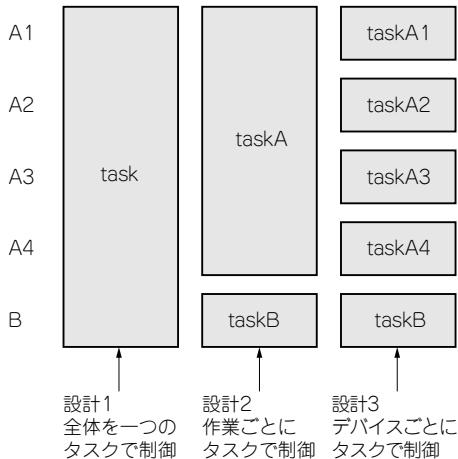 A1
taskA1
A2
taskA2
taskA
A3
task
taskA3
A4
taskA4
B
taskB
taskB
設計1
全体を一つの
タスクで制御
設計2
作業ごとに
タスクで制御
設計3
デバイスごとに
タスクで制御